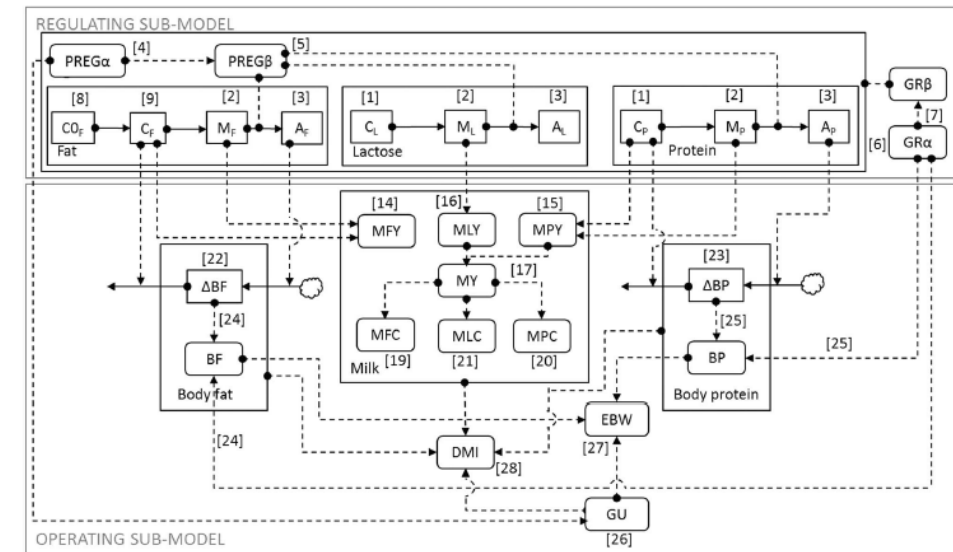 REGULATING SUB-MODEL
PREGα [4] PREGβ [5]
GRβ
[7]
[6] GRα
[8] [9] [2] [3]
C0F CF MF AF
Fat
[1] [2] [3]
CL ML AL
Lactose
[1] [2] [3]
CP MP AP
Protein
[14] [16] [15]
MFY MLY MPY
[17]
MY
MFC MLC MPC
[19] [21] [20]
Milk
[22]
ΔBF
[24]
BF
Body fat
[24]
[23]
ΔBP
[25]
BP
[25]
Body protein
EBW
[27]
DMI
[28]
GU
[26]
OPERATING SUB-MODEL